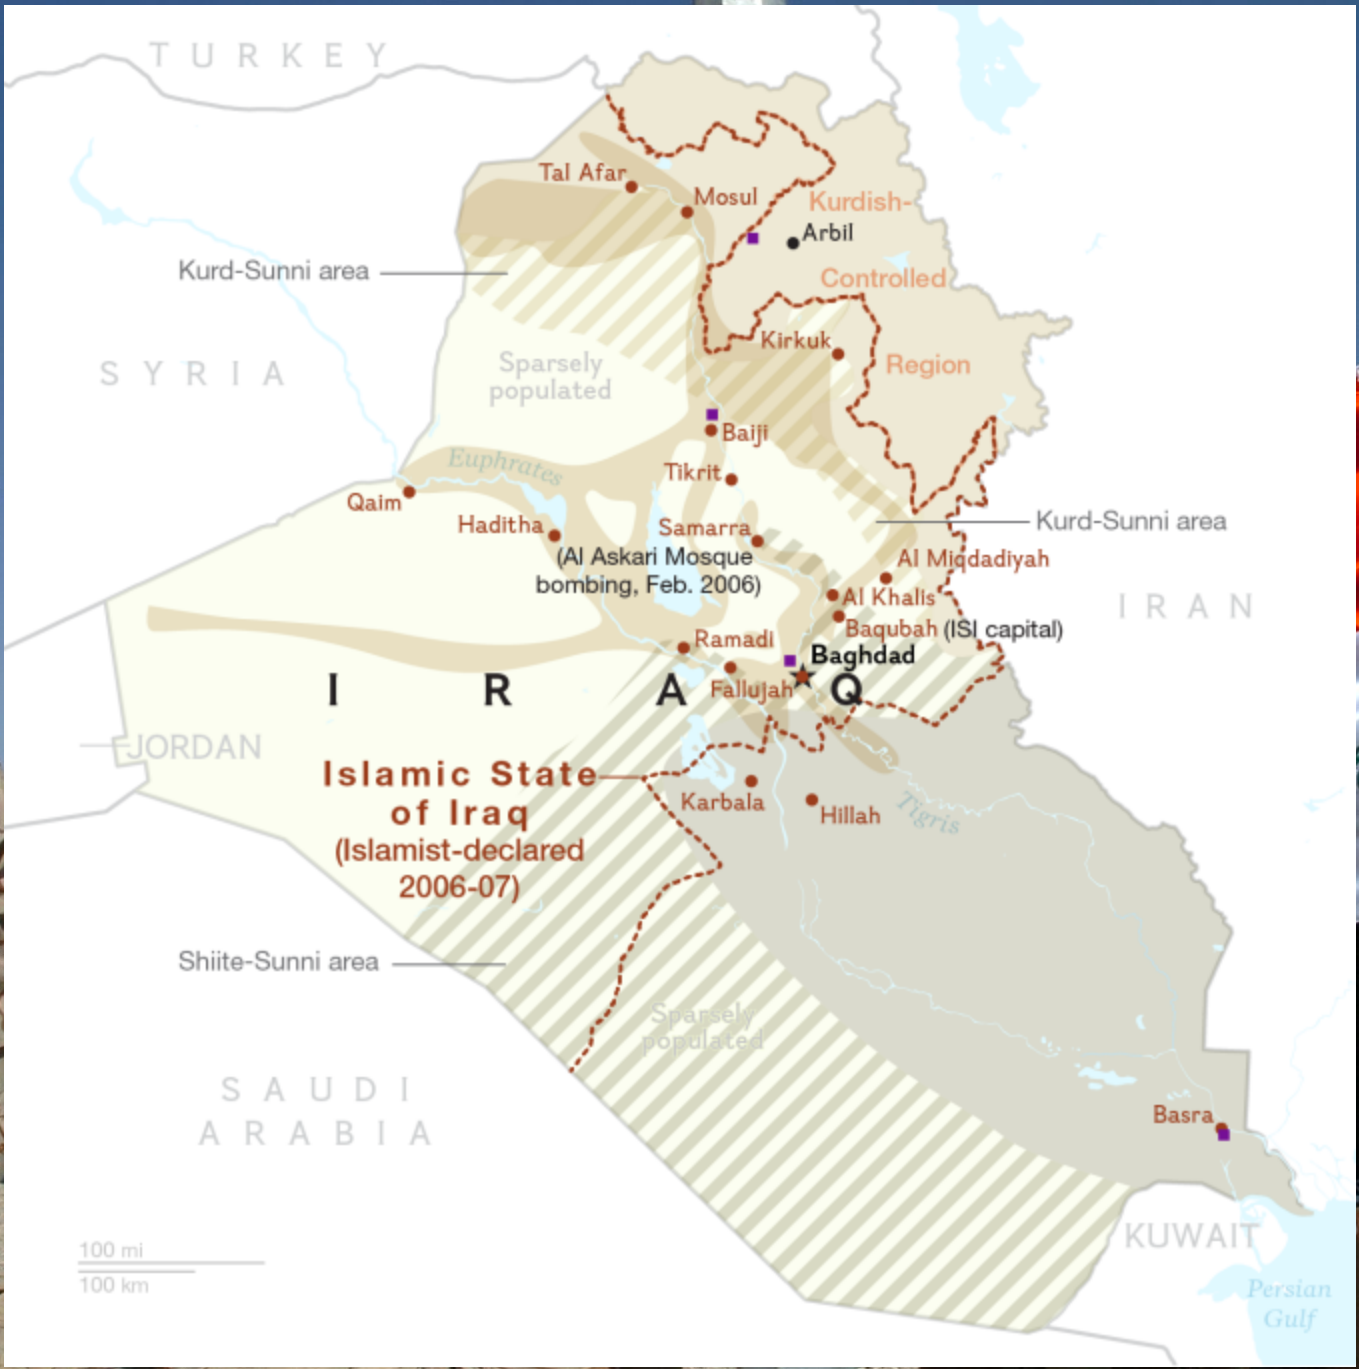 TURKEY
Tal Afar
Mosul
Kurdish-
Arbil
Kurd-Sunni area
Controlled
Kirkuk
Sparsely
populated
Region
SYRIA
Baiji
Euphrates
Tikrit
Qaim
Haditha
Samarra
Kurd-Sunni area
(Al Askari Mosque
bombing, Feb. 2006)
Al Miqdadiyah
Al Khalis
IRAN
Baqubah (ISI capital)
Ramadi
Baghdad
Fallujah
IRAQ
JORDAN
Islamic State
of Iraq
(Islamist-declared
2006-07)
Karbala
Hillah
Tigris
Shiite-Sunni area
Sparsely
populated
SAUDI
ARABIA
Basra
KUWAIT
100 mi
100 km
Persian
Gulf